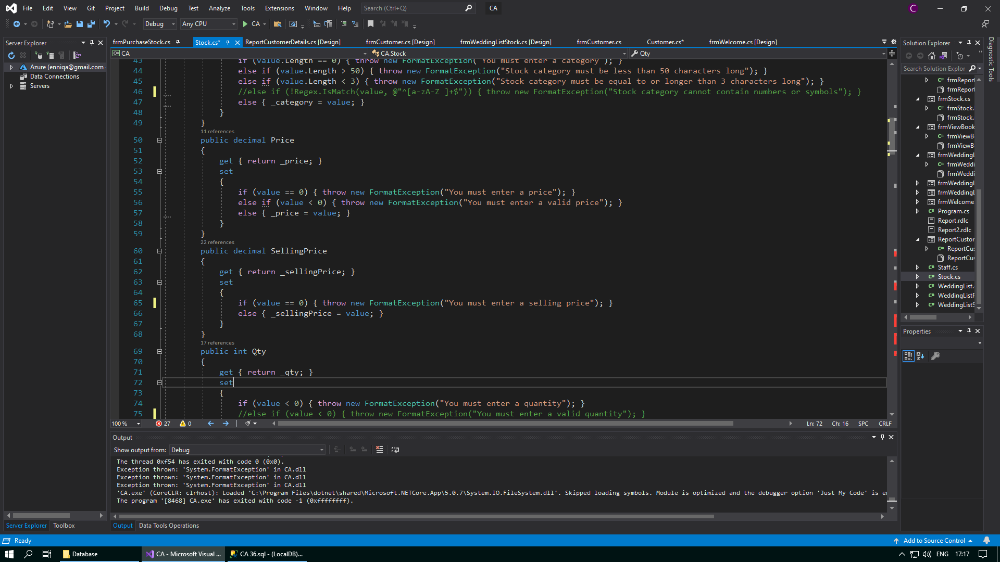 File Edit View Git Project Build Debug Test Analyze Tools Extensions Window Help Search (Ctrl+Q) CA C
Debug Any CPU CA
Server Explorer
Azure (enniqa@gmail.com
Data Connections
Servers
frmPurchaseStock.cs Stock.cs* ReportCustomerDetails.cs [Design] frmCustomer.cs [Design] frmWeddingListStock.cs [Design] frmCustomer.cs Customer.cs* frmWelcome.cs [Design]
C# CA CA.Stock Qty
43 if (value.Length == 0) { throw new FormatException("You must enter a category"); }
44 else if (value.Length > 50) { throw new FormatException("Stock category must be less than 50 characters long"); }
45 else if (value.Length < 3) { throw new FormatException("Stock category must be equal to or longer than 3 characters long"); }
46 //else if (!Regex.IsMatch(value, @"^[a-zA-Z ]+$")) { throw new FormatException("Stock category cannot contain numbers or symbols"); }
47 else { _category = value; }
48 }
49 }
11 references
50 public decimal Price
51 {
52 get { return _price; }
53 set
54 {
55 if (value == 0) { throw new FormatException("You must enter a price"); }
56 else if (value < 0) { throw new FormatException("You must enter a valid price"); }
57 else { _price = value; }
58 }
59 }
22 references
60 public decimal SellingPrice
61 {
62 get { return _sellingPrice; }
63 set
64 {
65 if (value == 0) { throw new FormatException("You must enter a selling price"); }
66 else { _sellingPrice = value; }
67 }
68 }
17 references
69 public int Qty
70 {
71 get { return _qty; }
72 set
73 {
74 if (value < 0) { throw new FormatException("You must enter a quantity"); }
75 //else if (value < 0) { throw new FormatException("You must enter a valid quantity"); }
100 % 27 0 Ln: 72 Ch: 16 SPC CRLF
Output
Show output from: Debug
The thread 0xf54 has exited with code 0 (0x0).
Exception thrown: 'System.FormatException' in CA.dll
Exception thrown: 'System.FormatException' in CA.dll
Exception thrown: 'System.FormatException' in CA.dll
'CA.exe' (CoreCLR: clrhost): Loaded 'C:\Program Files\dotnet\shared\Microsoft.NETCore.App\5.0.7\System.IO.FileSystem.dll'. Skipped loading symbols. Module is optimized and the debugger option 'Just My Code' is e
The program '[8468] CA.exe' has exited with code -1 (0xffffffff).
Server Explorer Toolbox
Output Data Tools Operations
Solution Explorer
Search Solution Explor
C# frmReport
frmReport
frmStock.cs
C# frmStock.
frmStock.
frmViewBook
C# frmViewB
frmViewB
frmWeddingL
C# frmWeddi
frmWeddi
frmWeddingL
frmWeddingL
frmWelcome
C# Program.cs
Report.rdlc
Report2.rdlc
ReportCustor
C# ReportCus
ReportCus
C# Staff.cs
C# Stock.cs
C# WeddingList.
C# WeddingListF
C# WeddingListS
Properties
Diagnostic Tools
Ready Add to Source Control
Database CA - Microsoft Visual ... CA 36.sql - (LocalDB)... ENG 17:17